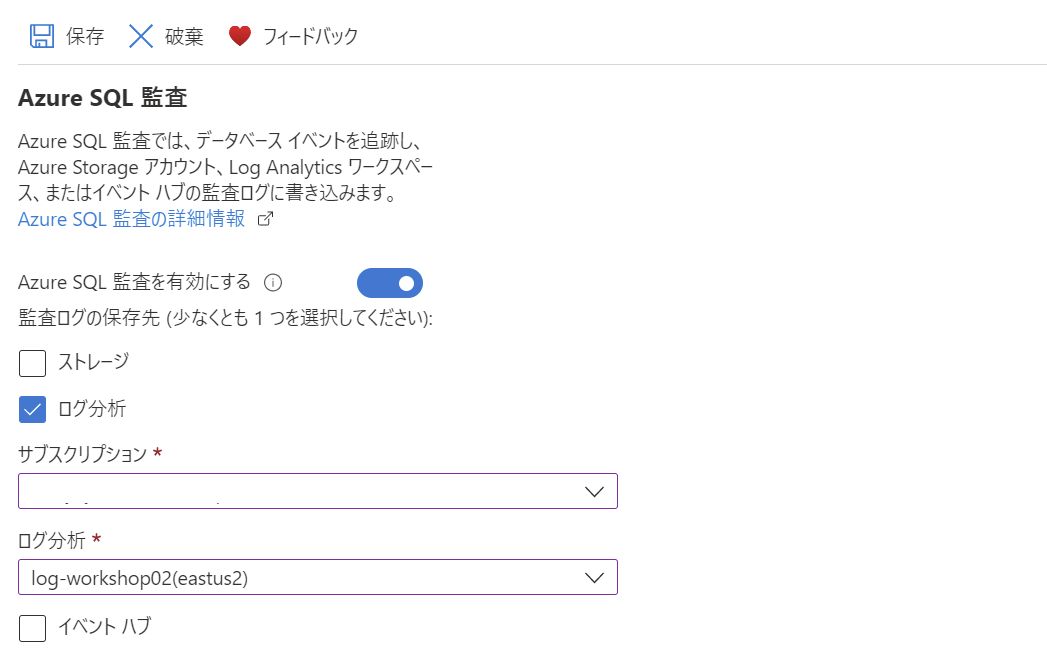 保存 破棄 フィードバック
Azure SQL 監査
Azure SQL 監査では、データベース イベントを追跡し、
Azure Storage アカウント、Log Analytics ワークスペー
ス、またはイベント ハブの監査ログに書き込みます。
Azure SQL 監査の詳細情報
Azure SQL 監査を有効にする
監査ログの保存先 (少なくとも 1 つを選択してください):
ストレージ
ログ分析
サブスクリプション *
ログ分析 *
log-workshop02(eastus2)
イベント ハブ